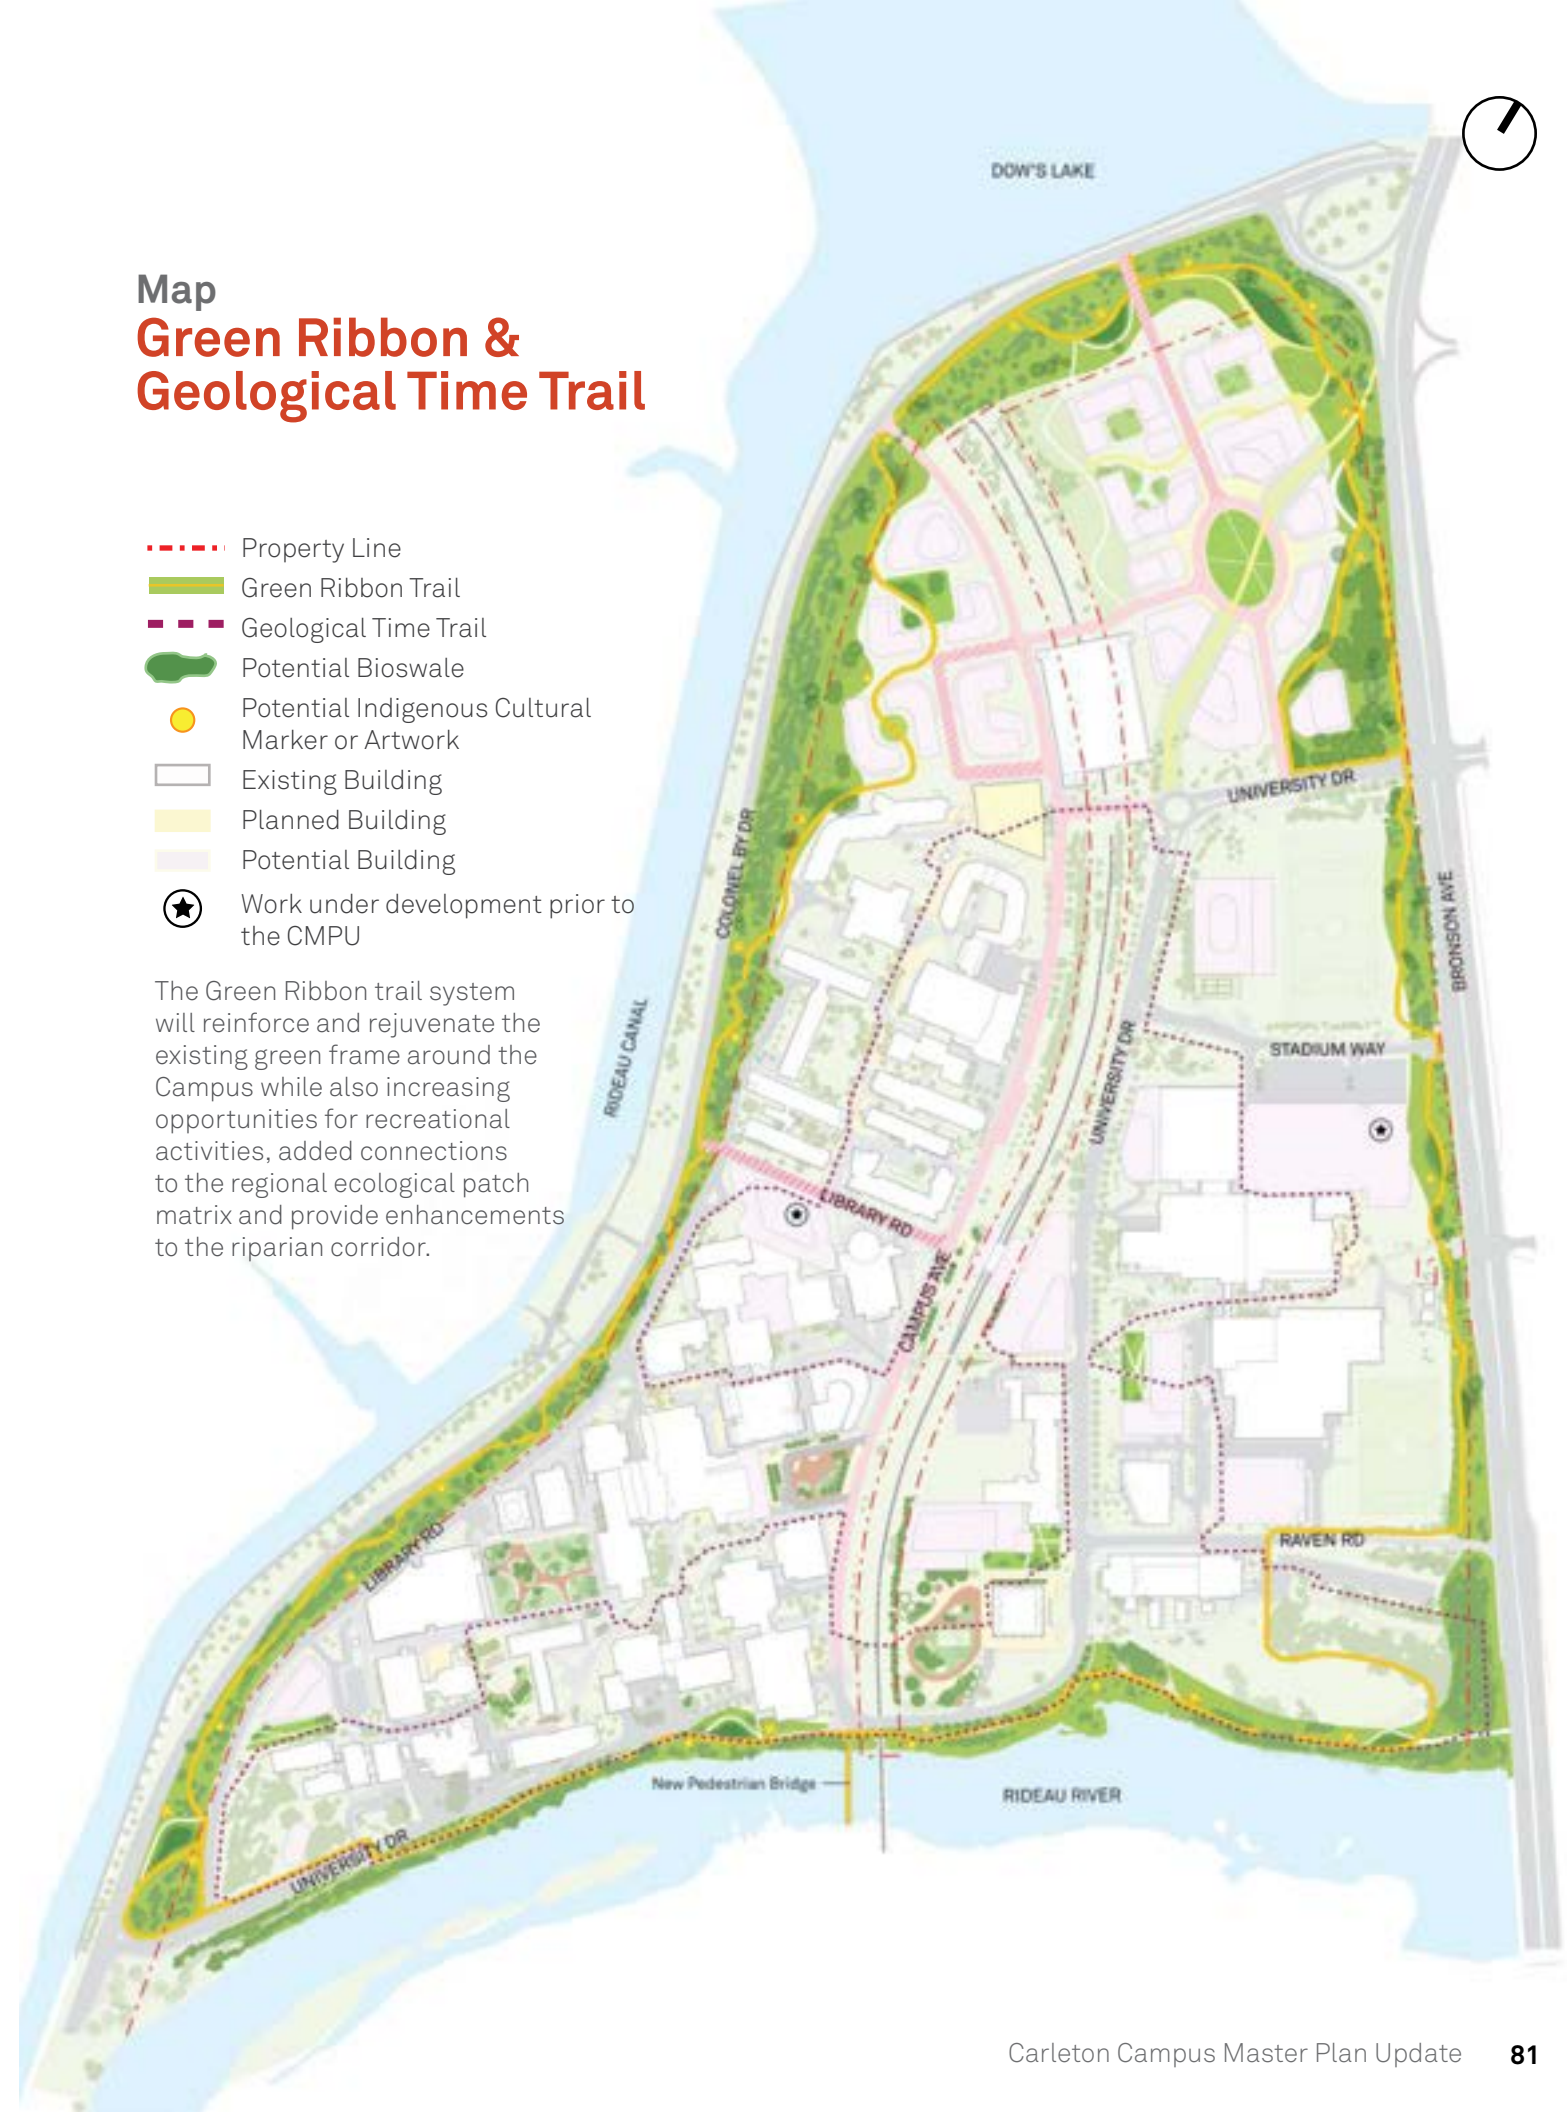 DOW'S LAKE
Map
Green Ribbon &
Geological Time Trail
Property Line
Green Ribbon Trail
Geological Time Trail
Potential Bioswale
Potential Indigenous Cultural
Marker or Artwork
Existing Building
Planned Building
Potential Building
Work under development prior to
the CMPU
The Green Ribbon trail system
will reinforce and rejuvenate the
existing green frame around the
Campus while also increasing
opportunities for recreational
activities, added connections
to the regional ecological patch
matrix and provide enhancements
to the riparian corridor.
UNIVERSITY DR
COLONEL BY DR
BRONSON AVE
RIDEAU CANAL
STADIUM WAY
UNIVERSITY DR
LIBRARY RD
CAMPUS AVE
LIBRARY RD
RAVEN RD
New Pedestrian Bridge
RIDEAU RIVER
UNIVERSITY DR
Carleton Campus Master Plan Update 81